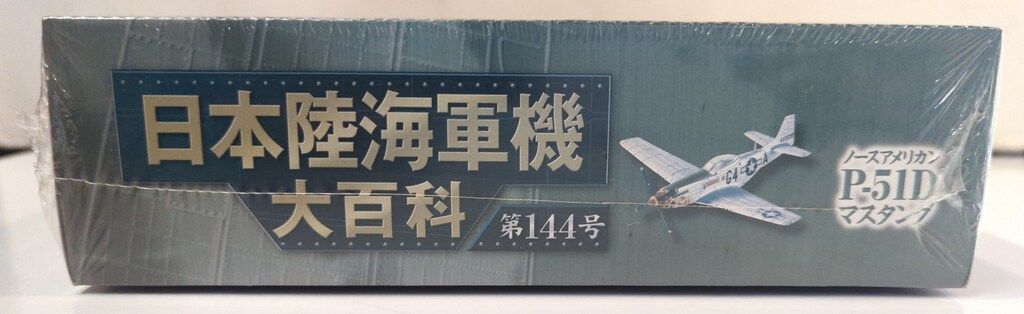 日本陸海軍機
大百科
第144号
ノースアメリカン
P-51D
マスタング